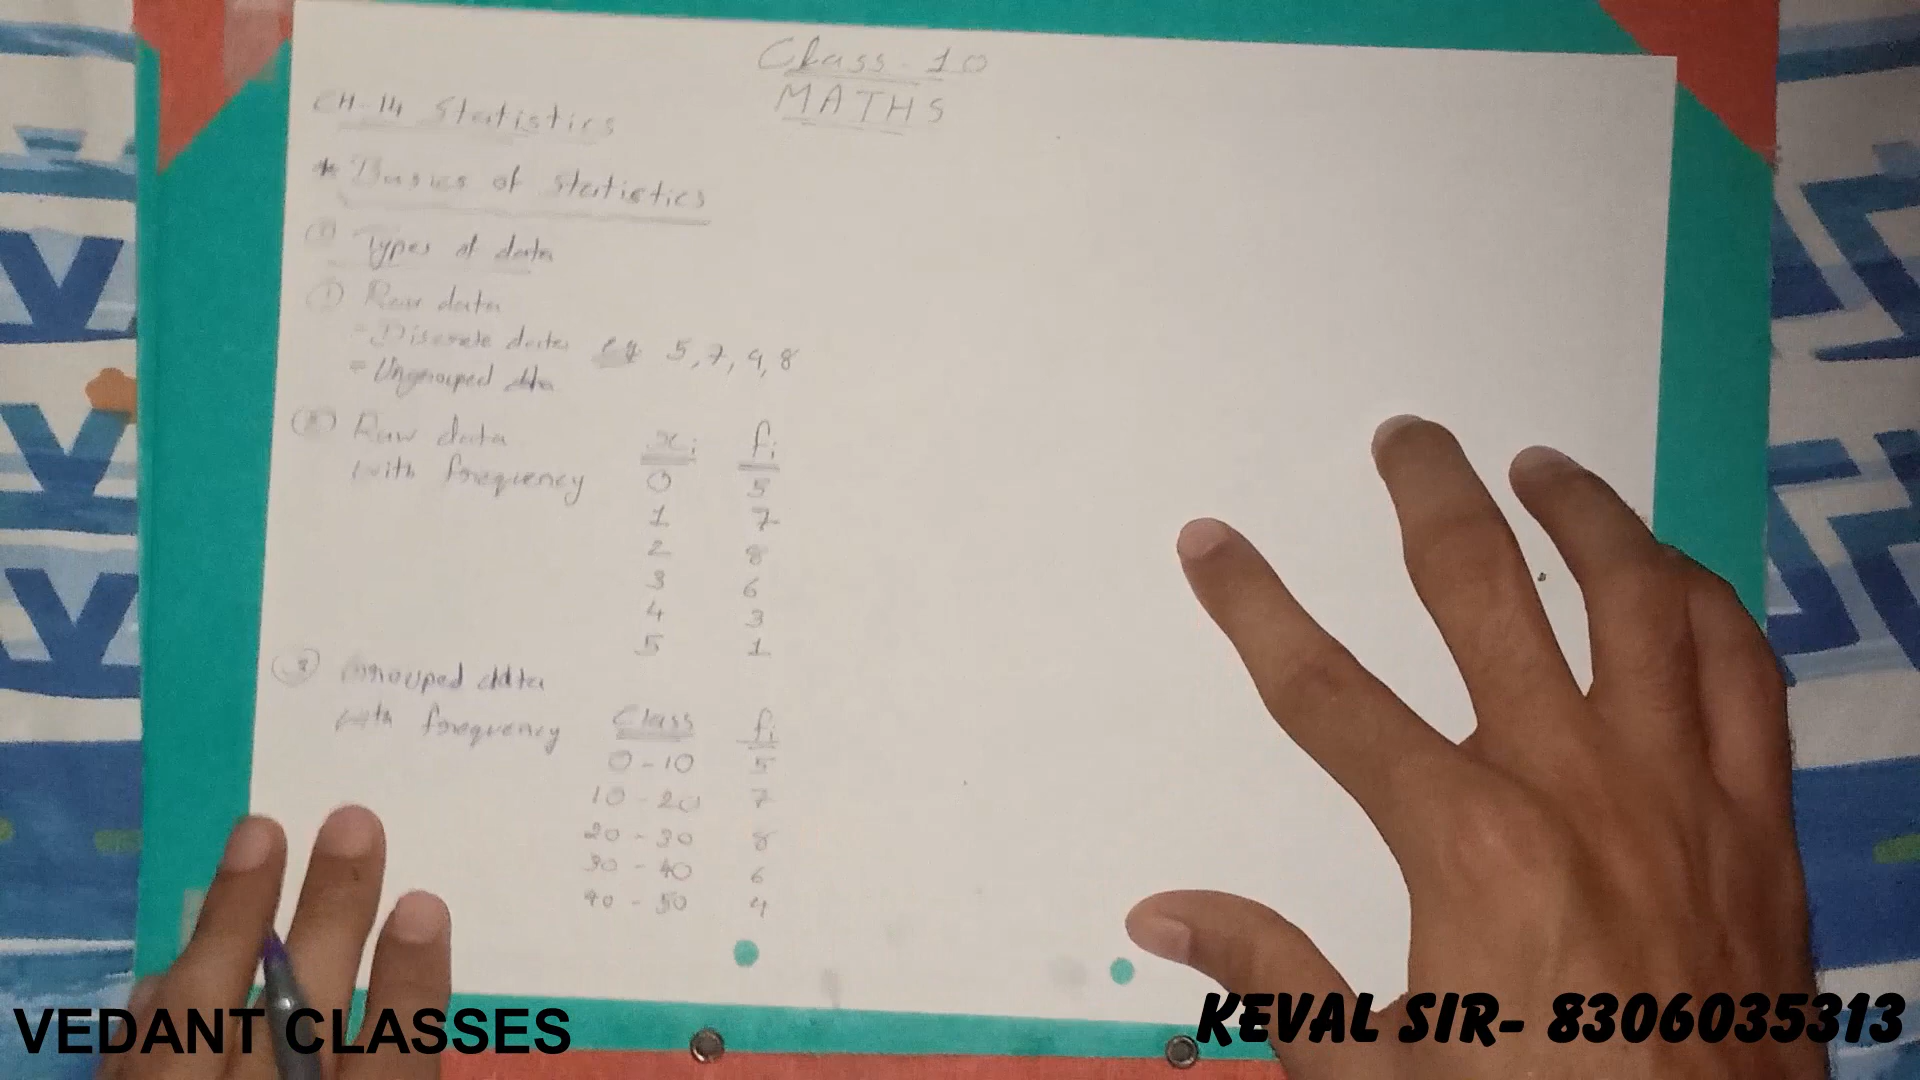 Class - 10
MATHS
CH-14 Statistics
* Basics of Statistics
Types of data
① Raw data
= Discrete data eg 5, 7, 9, 8
= Ungrouped data
② Raw data
with frequency
xi fi
0 5
1 7
2 8
3 6
4 3
5 1
③ Grouped data
with frequency
Class fi
0 - 10 5
10 - 20 7
20 - 30 8
30 - 40 6
40 - 50 4
VEDANT CLASSES
KEVAL SIR- 8306035313